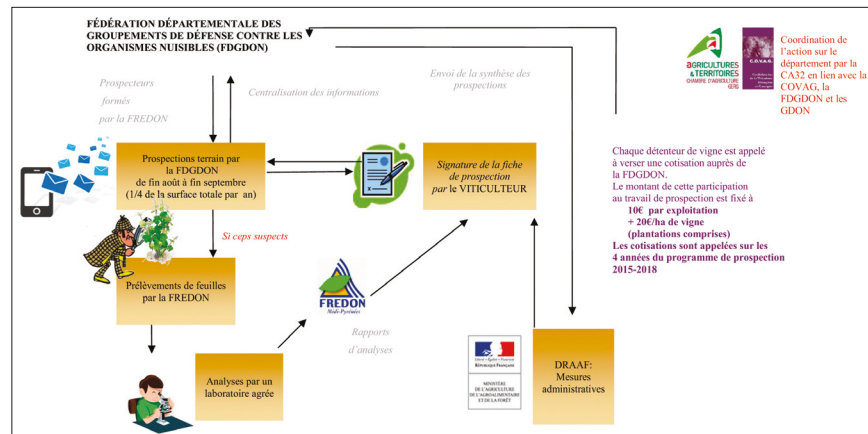 FÉDÉRATION DÉPARTEMENTALE DES
GROUPEMENTS DE DÉFENSE CONTRE LES
ORGANISMES NUISIBLES (FDGDON)
Prospecteurs
formés
par la FREDON
Centralisation des informations
Envoi de la synthèse des
prospections
agRICULTURES
& TERRITOIRES
CHAMBRE D'AGRICULTURE
GERS
C.O.V.A.G.
Coordination de
l'action sur le
département par la
CA32 en lien avec la
COVAG, la
FDGDON et les
GDON
Prospections terrain par
la FDGDON
de fin août à fin septembre
(1/4 de la surface totale par an)
Signature de la fiche
de prospection
par le VITICULTEUR
Chaque détenteur de vigne est appelé
à verser une cotisation auprès de
la FDGDON.
Le montant de cette participation
au travail de prospection est fixé à
10€ par exploitation
+ 20€/ha de vigne
(plantations comprises)
Les cotisations sont appelées sur les
4 années du programme de prospection
2015-2018
Si ceps suspects
Prélèvements de feuilles
par la FREDON
FREDON
Midi-Pyrénées
Rapports
d'analyses
Analyses par un
laboratoire agrée
Liberté • Égalité • Fraternité
RÉPUBLIQUE FRANÇAISE
MINISTÈRE
DE L'AGRICULTURE
DE L'AGROALIMENTAIRE
ET DE LA FORÊT
DRAAF:
Mesures
administratives